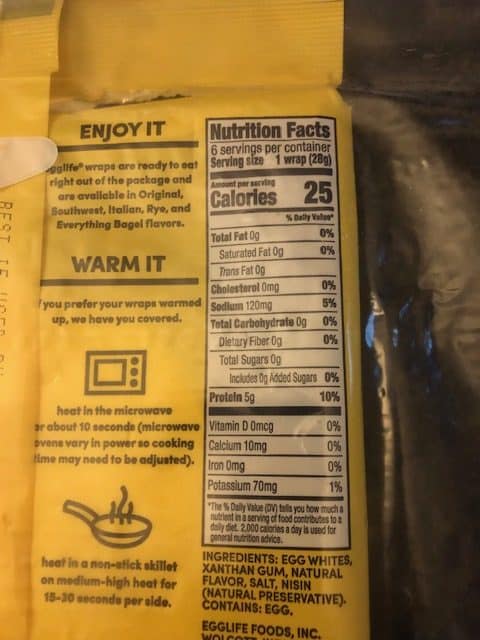 ENJOY IT
egglife® wraps are ready to eat
right out of the package and
are available in Original,
Southwest, Italian, Rye, and
Everything Bagel flavors.
WARM IT
you prefer your wraps warmed
up, we have you covered.
heat in the microwave
or about 10 seconds (microwave
ovens vary in power so cooking
time may need to be adjusted).
heat in a non-stick skillet
on medium-high heat for
15-30 seconds per side.
Nutrition Facts
6 servings per container
Serving size 1 wrap (28g)
Amount per serving
Calories 25
% Daily Value*
Total Fat 0g 0%
Saturated Fat 0g 0%
Trans Fat 0g
Cholesterol 0mg 0%
Sodium 120mg 5%
Total Carbohydrate 0g 0%
Dietary Fiber 0g 0%
Total Sugars 0g
Includes 0g Added Sugars 0%
Protein 5g 10%
Vitamin D 0mcg 0%
Calcium 10mg 0%
Iron 0mg 0%
Potassium 70mg 1%
*The % Daily Value (DV) tells you how much a
nutrient in a serving of food contributes to a
daily diet. 2,000 calories a day is used for
general nutrition advice.
INGREDIENTS: EGG WHITES,
XANTHAN GUM, NATURAL
FLAVOR, SALT, NISIN
(NATURAL PRESERVATIVE).
CONTAINS: EGG.
EGGLIFE FOODS, INC.
BEST IF USED